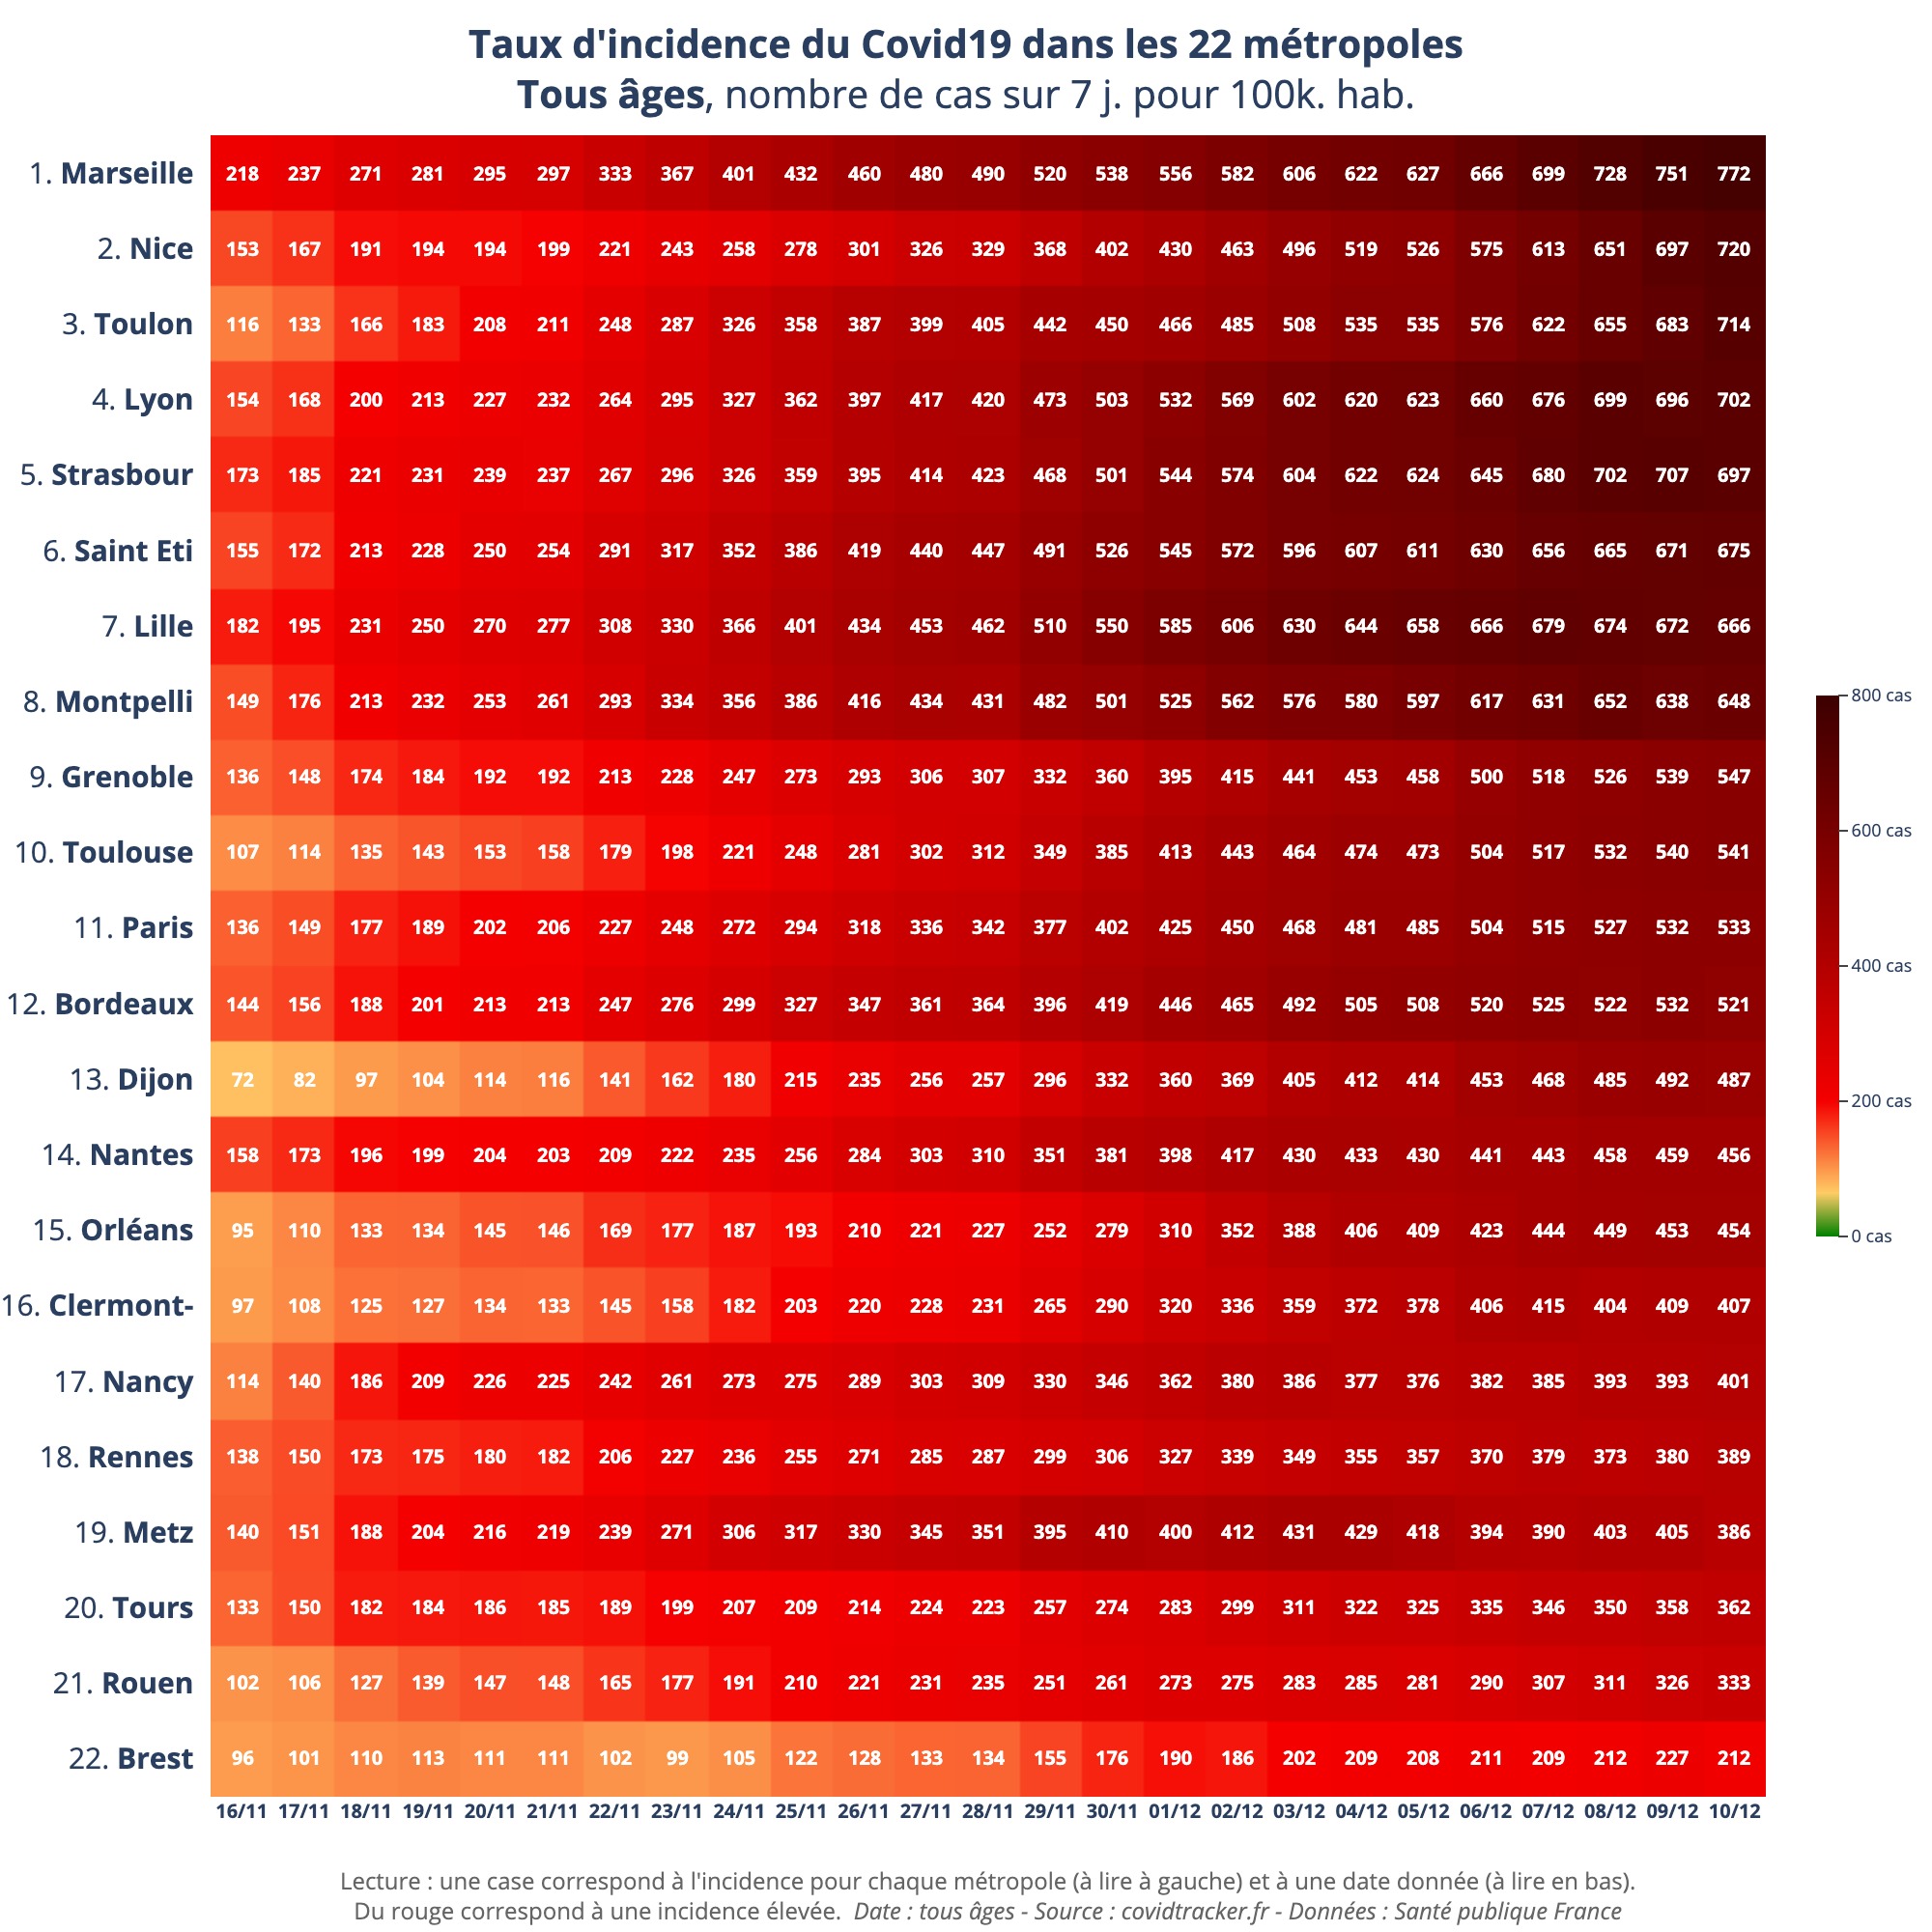 Taux d'incidence du Covid19 dans les 22 métropoles
Tous âges, nombre de cas sur 7 j. pour 100k. hab.
1. Marseille 218 237 271 281 295 297 333 367 401 432 460 480 490 520 538 556 582 606 622 627 666 699 728 751 772
2. Nice 153 167 191 194 194 199 221 243 258 278 301 326 329 368 402 430 463 496 519 526 575 613 651 697 720
3. Toulon 116 133 166 183 208 211 248 287 326 358 387 399 405 442 450 466 485 508 535 535 576 622 655 683 714
4. Lyon 154 168 200 213 227 232 264 295 327 362 397 417 420 473 503 532 569 602 620 623 660 676 699 696 702
5. Strasbour 173 185 221 231 239 237 267 296 326 359 395 414 423 468 501 544 574 604 622 624 645 680 702 707 697
6. Saint Eti 155 172 213 228 250 254 291 317 352 386 419 440 447 491 526 545 572 596 607 611 630 656 665 671 675
7. Lille 182 195 231 250 270 277 308 330 366 401 434 453 462 510 550 585 606 630 644 658 666 679 674 672 666
8. Montpelli 149 176 213 232 253 261 293 334 356 386 416 434 431 482 501 525 562 576 580 597 617 631 652 638 648
9. Grenoble 136 148 174 184 192 192 213 228 247 273 293 306 307 332 360 395 415 441 453 458 500 518 526 539 547
10. Toulouse 107 114 135 143 153 158 179 198 221 248 281 302 312 349 385 413 443 464 474 473 504 517 532 540 541
11. Paris 136 149 177 189 202 206 227 248 272 294 318 336 342 377 402 425 450 468 481 485 504 515 527 532 533
12. Bordeaux 144 156 188 201 213 213 247 276 299 327 347 361 364 396 419 446 465 492 505 508 520 525 522 532 521
13. Dijon 72 82 97 104 114 116 141 162 180 215 235 256 257 296 332 360 369 405 412 414 453 468 485 492 487
14. Nantes 158 173 196 199 204 203 209 222 235 256 284 303 310 351 381 398 417 430 433 430 441 443 458 459 456
15. Orléans 95 110 133 134 145 146 169 177 187 193 210 221 227 252 279 310 352 388 406 409 423 444 449 453 454
16. Clermont- 97 108 125 127 134 133 145 158 182 203 220 228 231 265 290 320 336 359 372 378 406 415 404 409 407
17. Nancy 114 140 186 209 226 225 242 261 273 275 289 303 309 330 346 362 380 386 377 376 382 385 393 393 401
18. Rennes 138 150 173 175 180 182 206 227 236 255 271 285 287 299 306 327 339 349 355 357 370 379 373 380 389
19. Metz 140 151 188 204 216 219 239 271 306 317 330 345 351 395 410 400 412 431 429 418 394 390 403 405 386
20. Tours 133 150 182 184 186 185 189 199 207 209 214 224 223 257 274 283 299 311 322 325 335 346 350 358 362
21. Rouen 102 106 127 139 147 148 165 177 191 210 221 231 235 251 261 273 275 283 285 281 290 307 311 326 333
22. Brest 96 101 110 113 111 111 102 99 105 122 128 133 134 155 176 190 186 202 209 208 211 209 212 227 212
16/11 17/11 18/11 19/11 20/11 21/11 22/11 23/11 24/11 25/11 26/11 27/11 28/11 29/11 30/11 01/12 02/12 03/12 04/12 05/12 06/12 07/12 08/12 09/12 10/12
800 cas
600 cas
400 cas
200 cas
0 cas
Lecture : une case correspond à l'incidence pour chaque métropole (à lire à gauche) et à une date donnée (à lire en bas).
Du rouge correspond à une incidence élevée. Date : tous âges - Source : covidtracker.fr - Données : Santé publique France